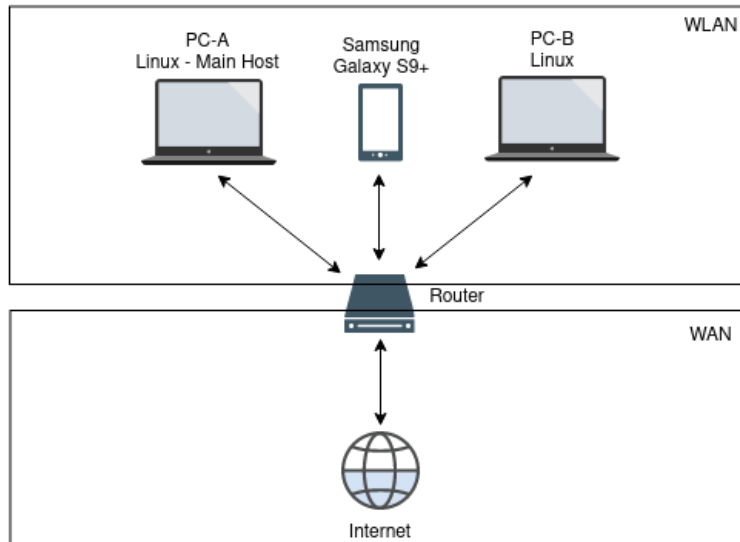 WLAN
PC-A
Linux - Main Host
Samsung
Galaxy S9+
PC-B
Linux
Router
WAN
Internet